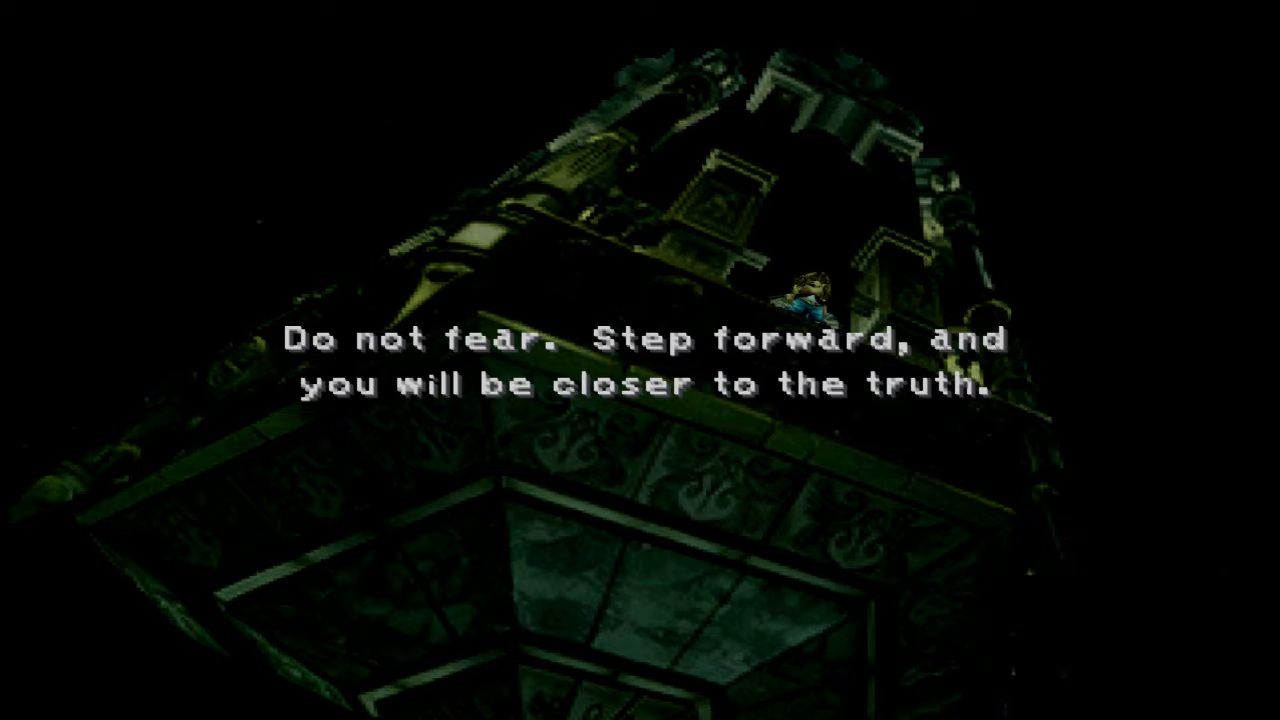 Do not fear. Step forward, and
you will be closer to the truth.